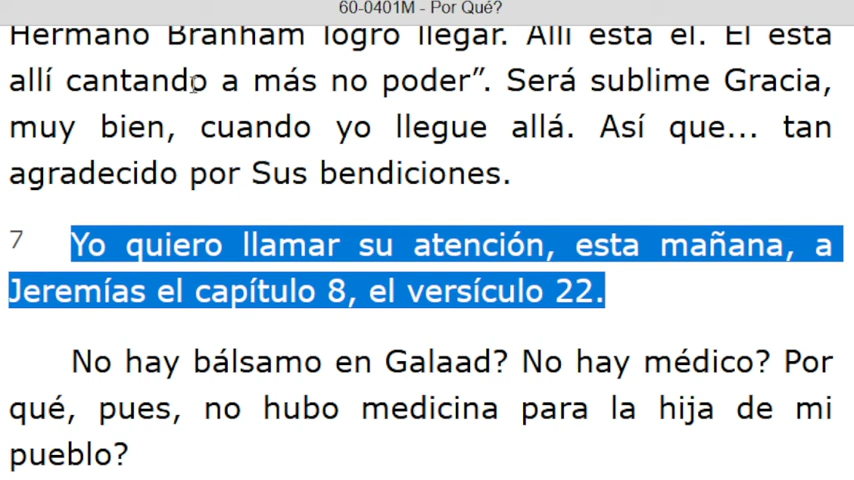 60-0401M - Por Qué?
Hermano Branham logró llegar. Allí está él. Él está
allí cantando a más no poder”. Será sublime Gracia,
muy bien, cuando yo llegue allá. Así que... tan
agradecido por Sus bendiciones.
7 Yo quiero llamar su atención, esta mañana, a
Jeremías el capítulo 8, el versículo 22.
No hay bálsamo en Galaad? No hay médico? Por
qué, pues, no hubo medicina para la hija de mi
pueblo?